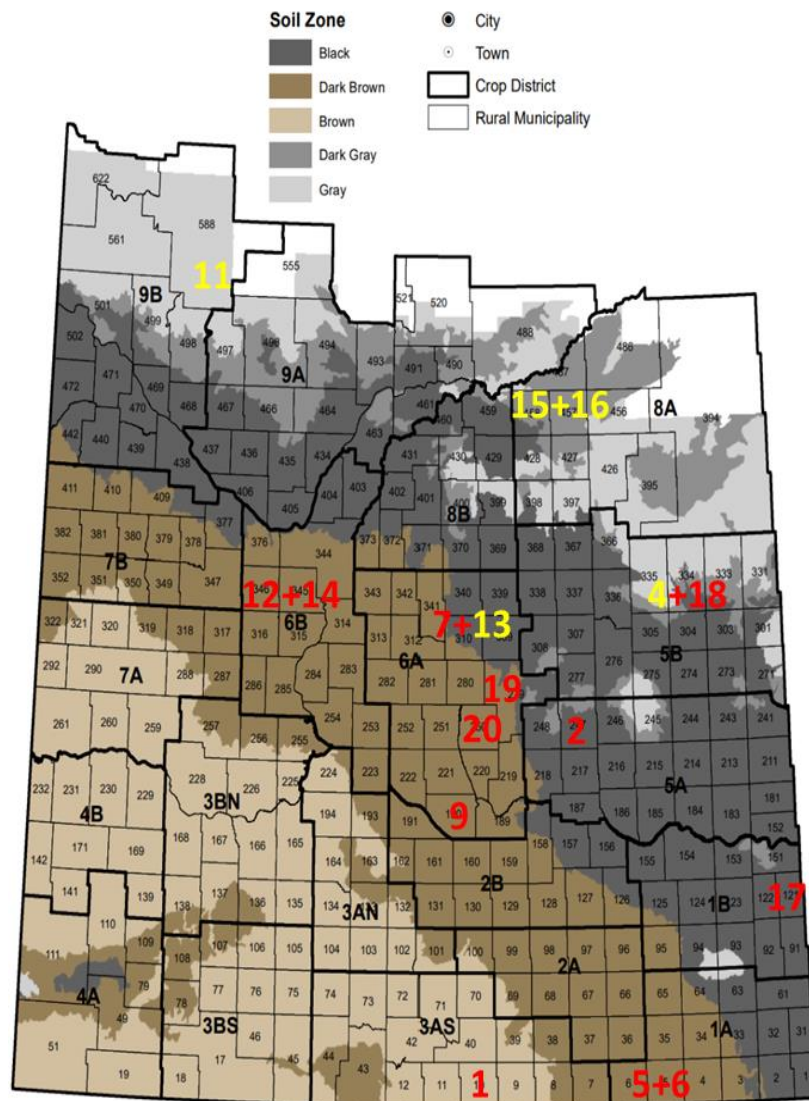 Soil Zone
Black
Dark Brown
Brown
Dark Gray
Gray
City
Town
Crop District
Rural Municipality
622
588
561 11 555
9B 501 499 521 520
502 498 497 494 493 490 488 486
471 469 9A 491
472 470 468 467 466 464 461 460 459 15+16 456 8A 394
442 440 439 438 437 436 435 434 463 431 430 429 428 427 426 395
411 410 409 406 405 404 403 402 401 399 398 397
377 8B
382 381 380 379 378 376 344 373 372 371 370 369 368 367 366
7B 335 334 333 331
352 351 350 349 347 12+14 343 342 341 340 339 338 337 336 4+18
322 321 320 319 318 317 316 315 6B 314 313 312 7+13 310 308 307 305 304 303 301
292 290 7A 288 287 286 285 284 283 282 281 6A 280 19 277 276 275 5B 274 273 271
261 260 259 257 256 255 254 253 252 251 20 248 2 246 245 244 243 241
232 231 230 229 228 226 225 224 223 222 221 220 219 218 217 216 215 214 213 211
4B 3BN 5A
171 168 167 166 194 193 191 9 189 187 186 185 184 183 181
142 169 165 164 163 162 161 160 159 158 157 156 155 154 153 152 151
141 139 138 137 136 135 134 3AN 132 131 130 2B 129 128 127 126 125 1B 124 123 122 121 17
110 109 108 107 106 105 104 103 102 101 100 99 98 97 96 95 94 93 92 91
111 2A
4A 79 78 77 76 75 74 73 72 71 70 69 68 67 66 65 64 63 61
49 3BS 46 3AS 42 40 39 38 37 36 35 34 1A 33 32 31
51 19 18 17 45 44 43 12 11 1 9 8 7 6 5+6 4 3 2 1